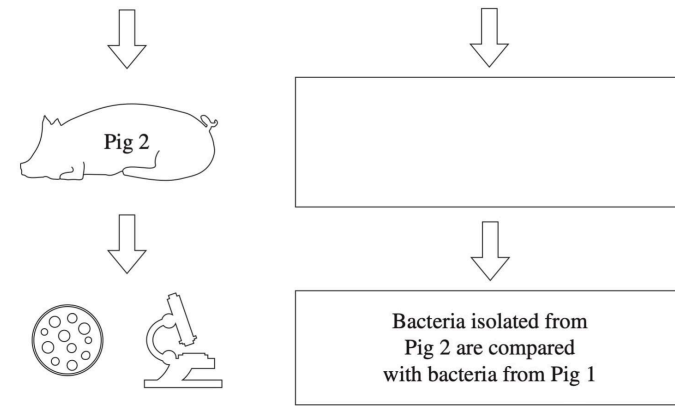 Pig 2
Bacteria isolated from
Pig 2 are compared
with bacteria from Pig 1